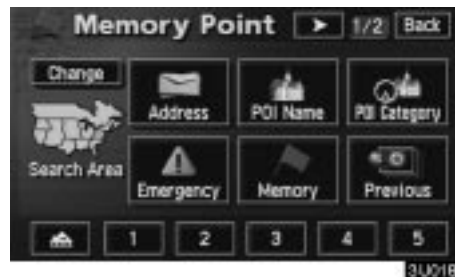 Memory Point 1/2 Back
Change
Address POI Name POI Category
Search Area
Emergency Memory Previous
1 2 3 4 5
3U016